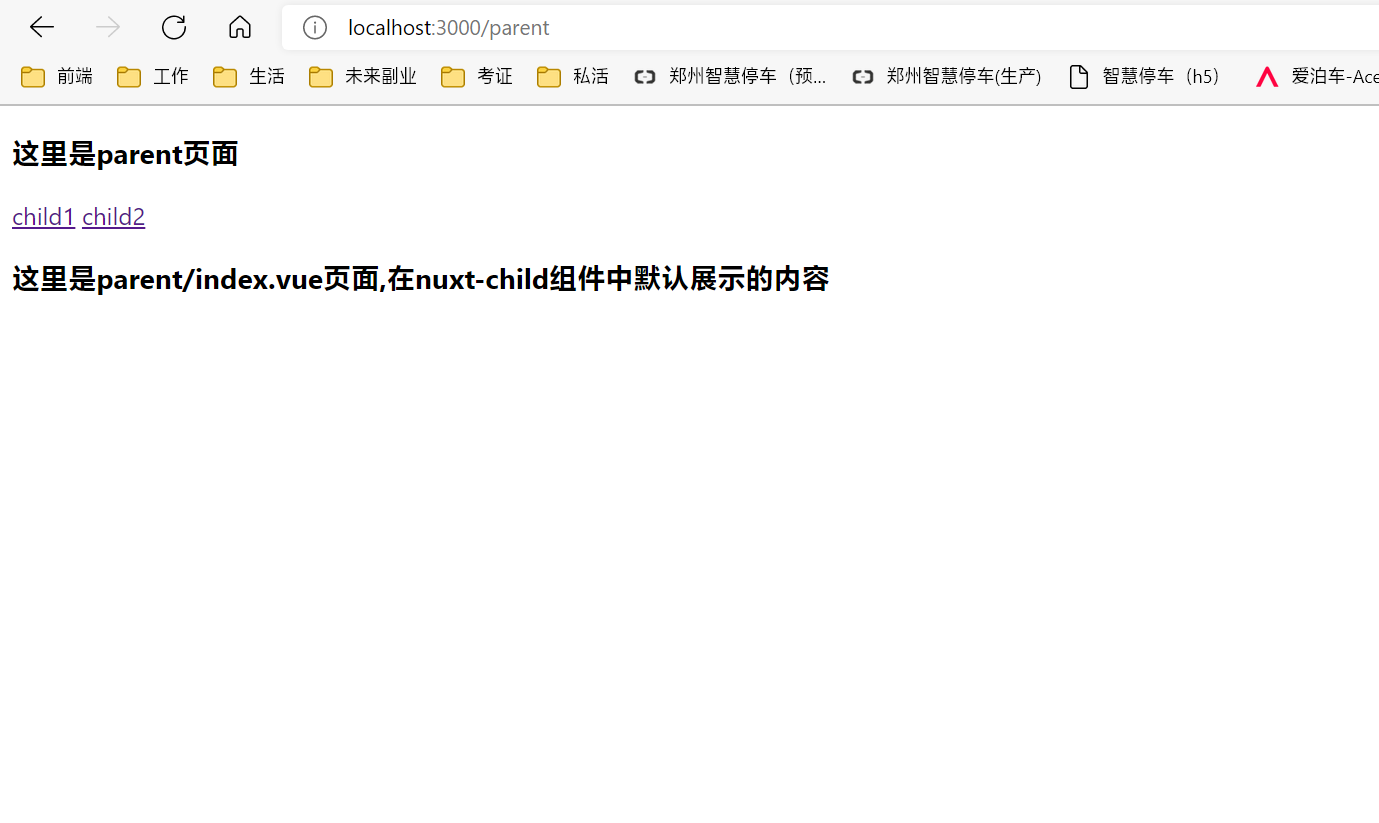 localhost:3000/parent
前端 工作 生活 未来副业 考证 私活 郑州智慧停车（预... 郑州智慧停车(生产) 智慧停车（h5） 爱泊车-Ace
这里是parent页面
child1 child2
这里是parent/index.vue页面,在nuxt-child组件中默认展示的内容